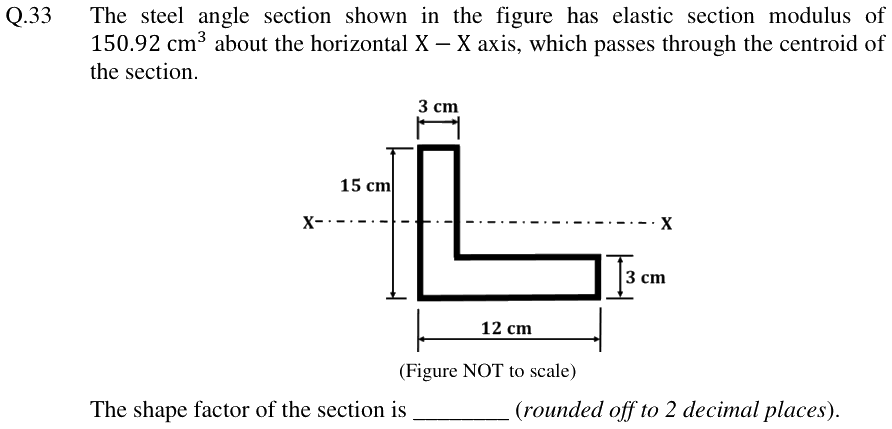 Q.33 The steel angle section shown in the figure has elastic section modulus of
150.92 cm³ about the horizontal X – X axis, which passes through the centroid of
the section.
3 cm
15 cm
X X
3 cm
12 cm
(Figure NOT to scale)
The shape factor of the section is ________ (rounded off to 2 decimal places).